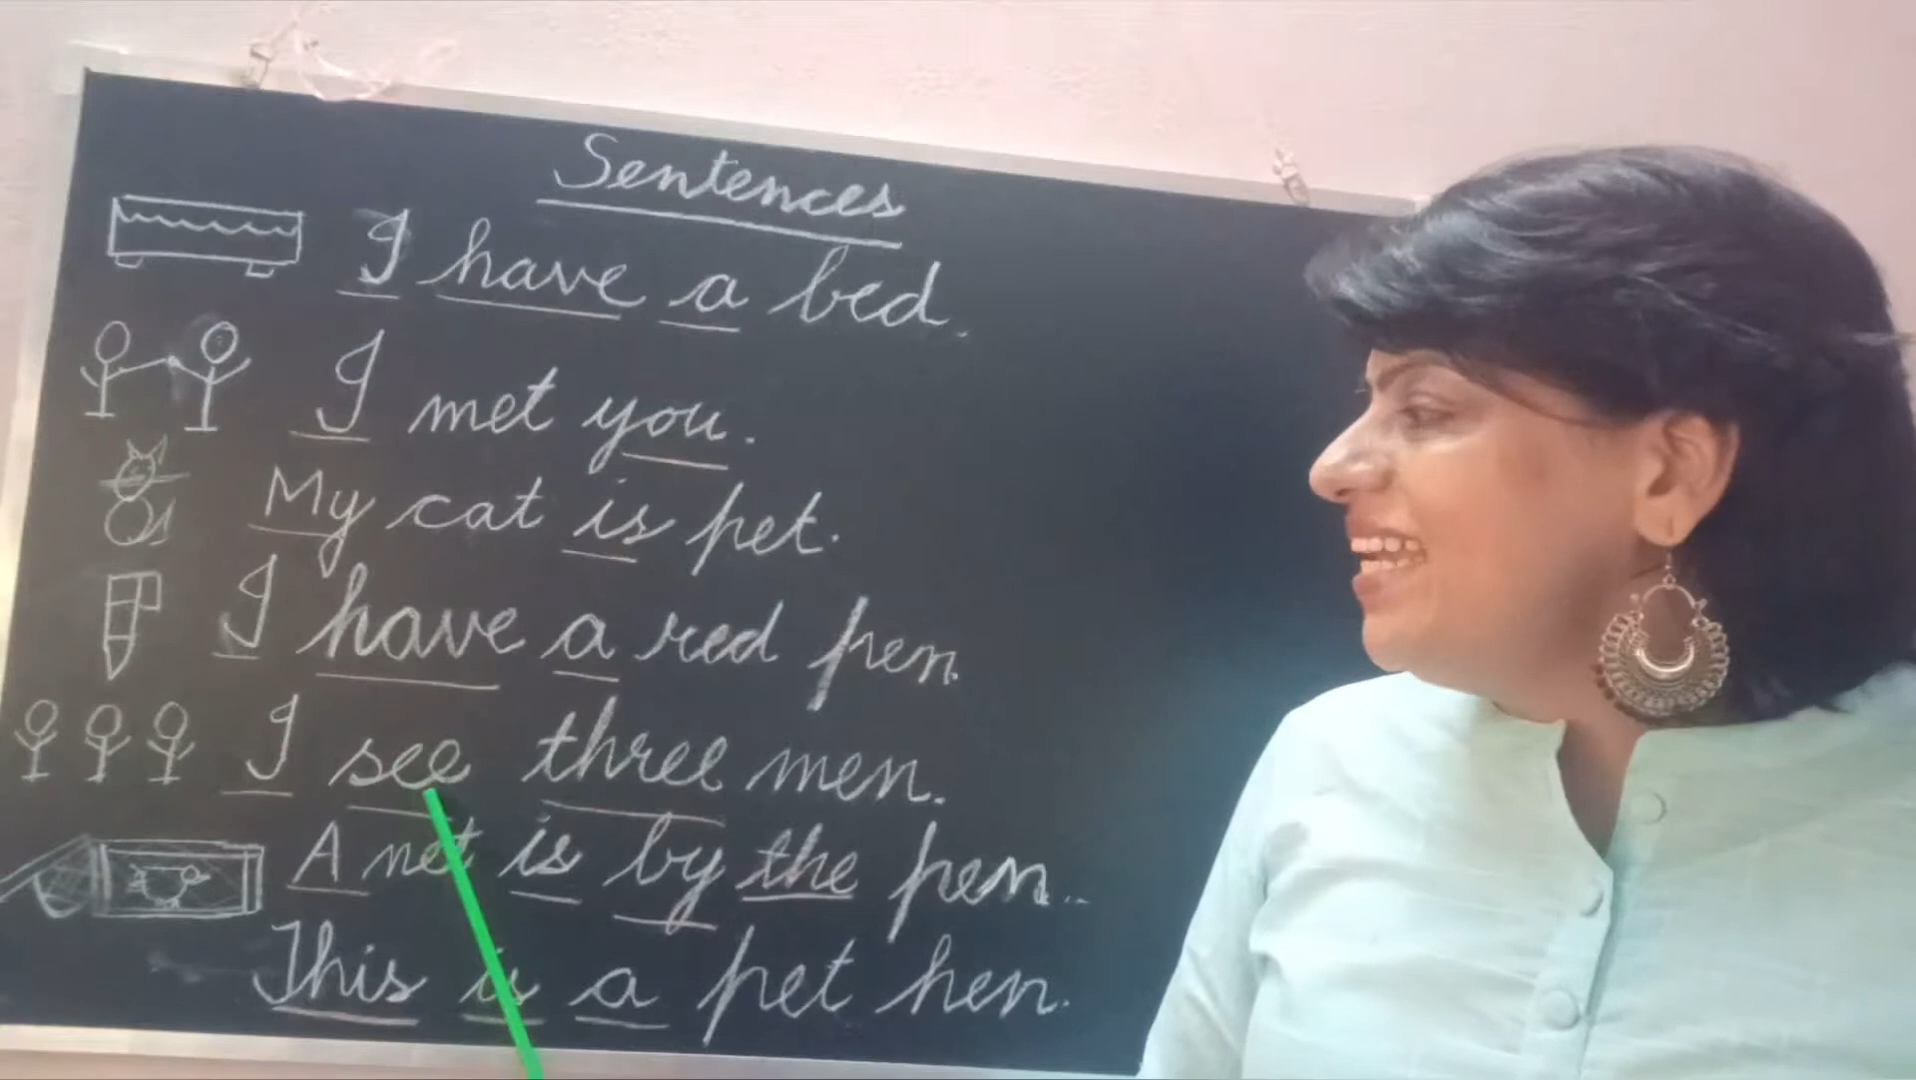 Sentences
I have a bed.
I met you.
My cat is pet.
I have a red pen.
I see three men.
A net is by the pen..
This is a pet hen.